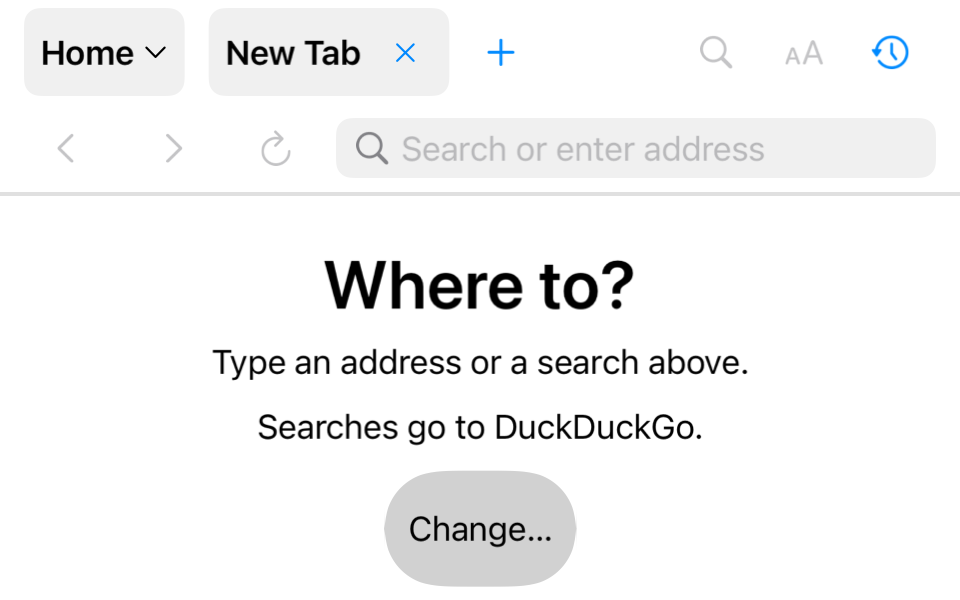 Home
New Tab
AA
Search or enter address
Where to?
Type an address or a search above.
Searches go to DuckDuckGo.
Change...